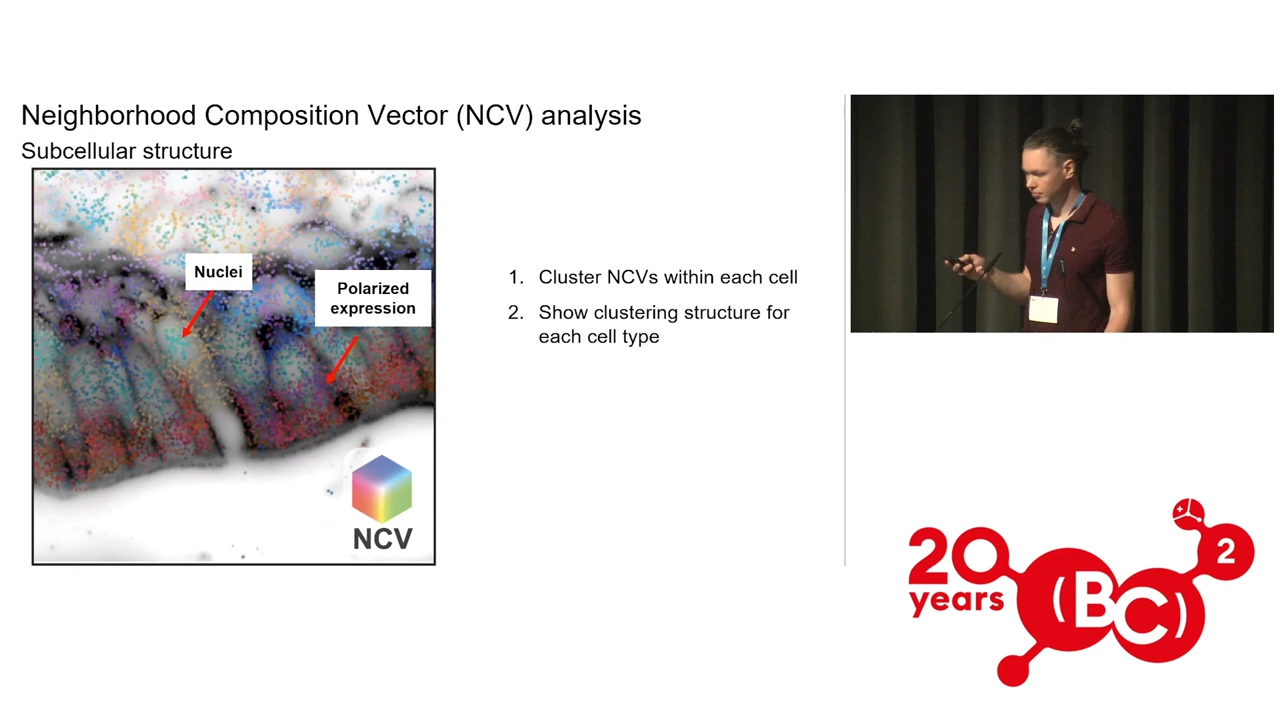 Neighborhood Composition Vector (NCV) analysis
Subcellular structure
Nuclei
Polarized
expression
NCV
1. Cluster NCVs within each cell
2. Show clustering structure for
each cell type
20
years
(BC)
2